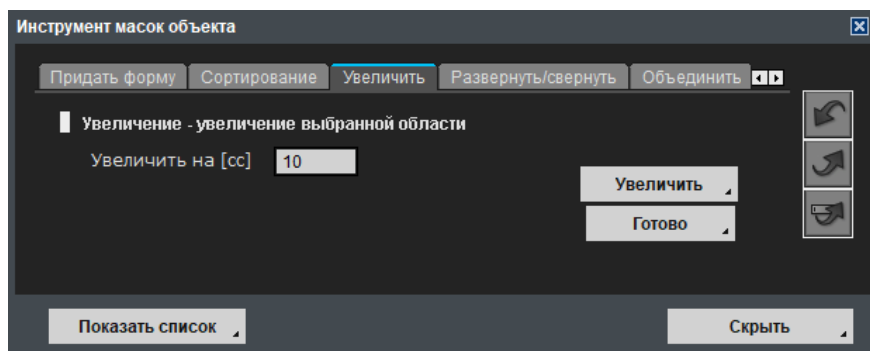 Инструмент масок объекта
Придать форму Сортирование Увеличить Развернуть/свернуть Объединить
Увеличение - увеличение выбранной области
Увеличить на [cc] 10
Увеличить
Готово
Показать список Скрыть